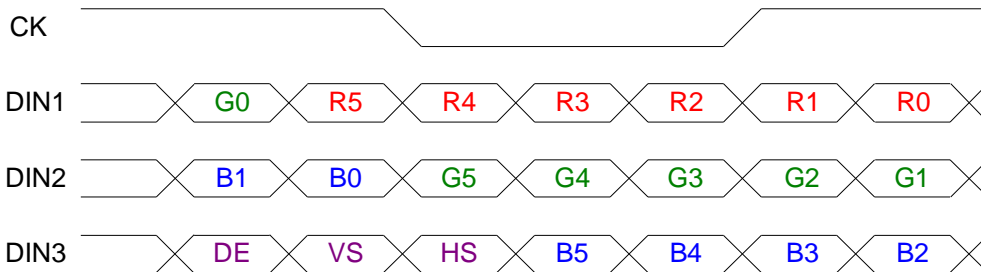 CK
DIN1 G0 R5 R4 R3 R2 R1 R0
DIN2 B1 B0 G5 G4 G3 G2 G1
DIN3 DE VS HS B5 B4 B3 B2